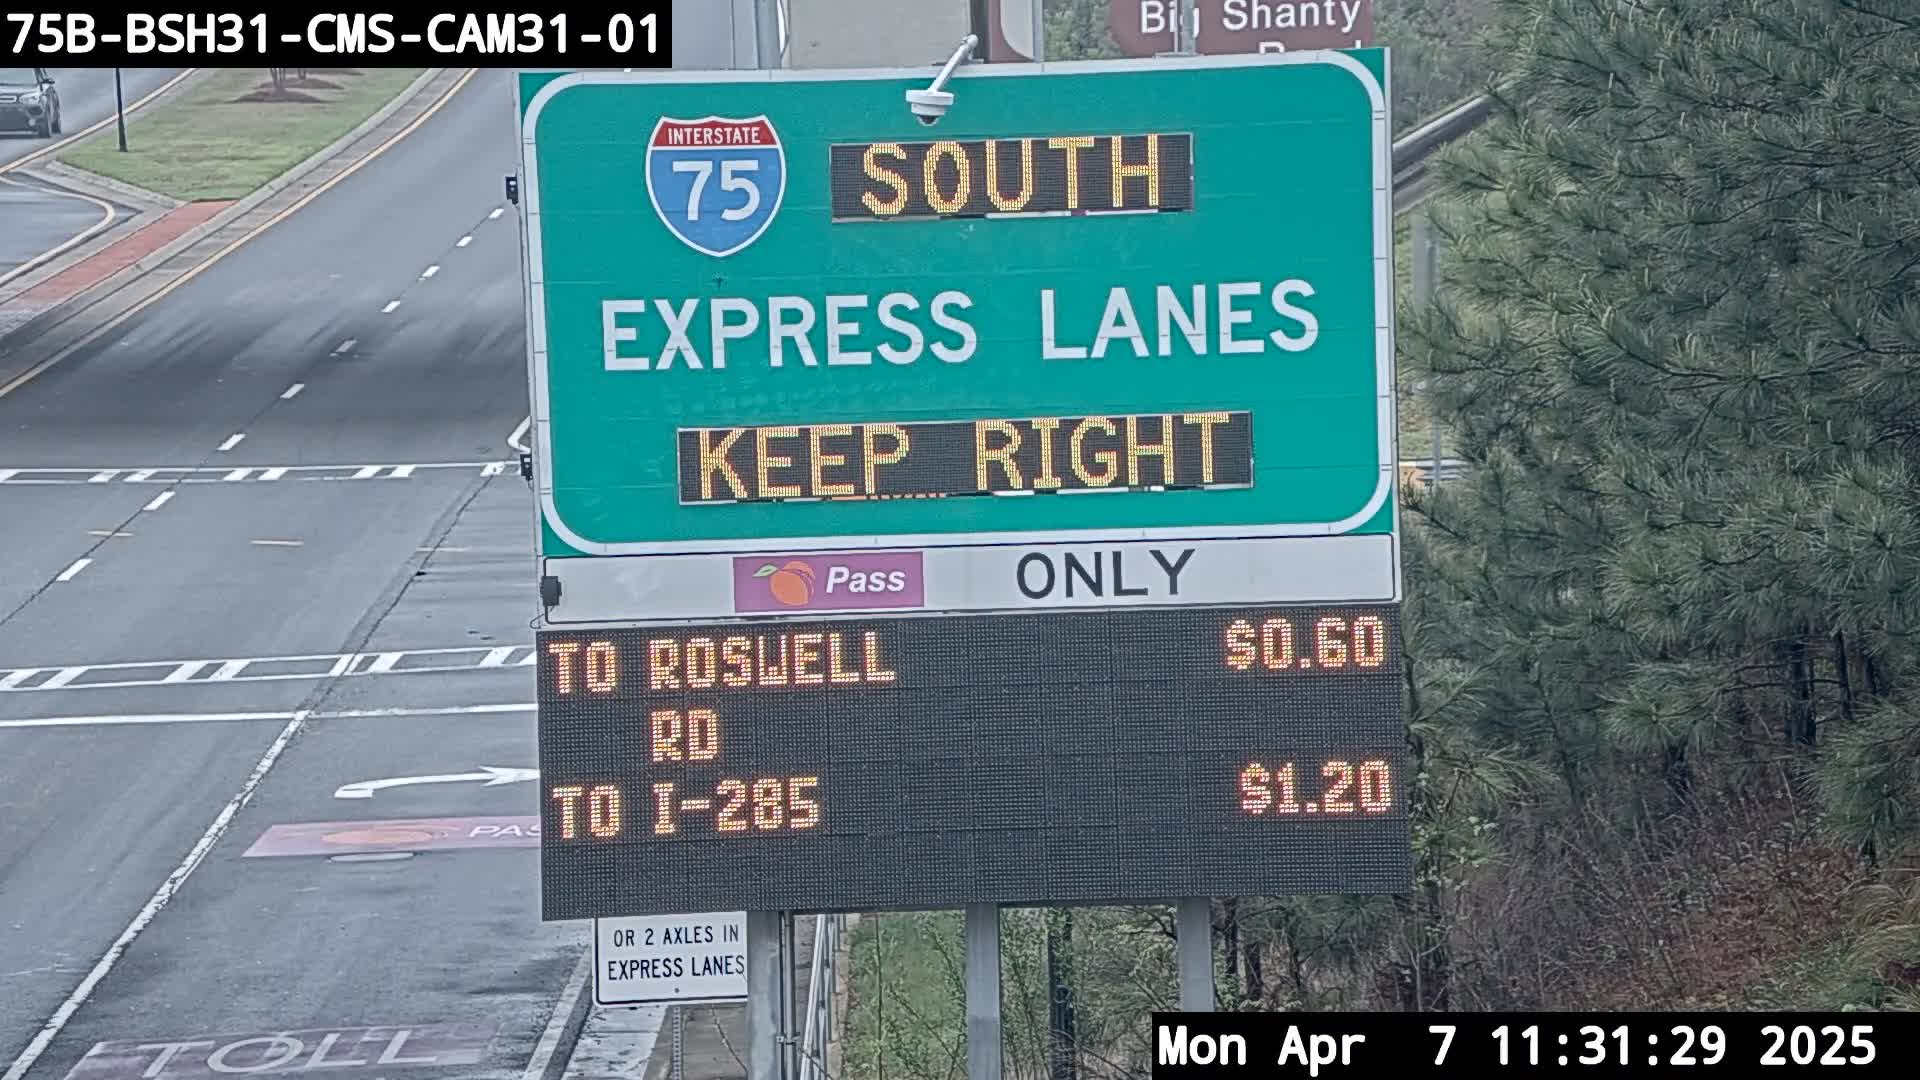 75B-BSH31-CMS-CAM31-01
Big Shanty
Road
INTERSTATE
75
SOUTH
EXPRESS LANES
KEEP RIGHT
Pass ONLY
TO ROSWELL $0.60
RD
TO I-285 $1.20
PAS
OR 2 AXLES IN
EXPRESS LANES
TOLL
Mon Apr 7 11:31:29 2025